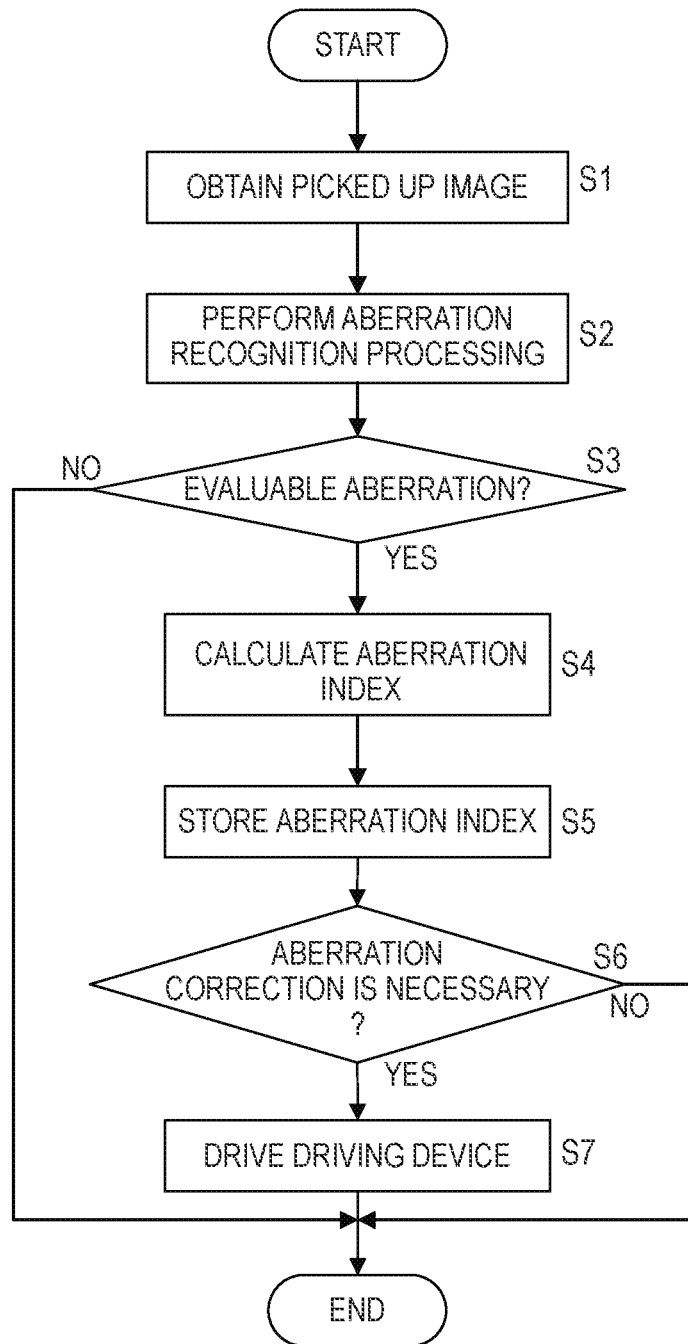 START
OBTAIN PICKED UP IMAGE
S1
PERFORM ABERRATION
RECOGNITION PROCESSING
S2
NO
EVALUABLE ABERRATION?
S3
YES
CALCULATE ABERRATION
INDEX
S4
STORE ABERRATION INDEX
S5
ABERRATION
CORRECTION IS NECESSARY
?
S6
NO
YES
DRIVE DRIVING DEVICE
S7
END